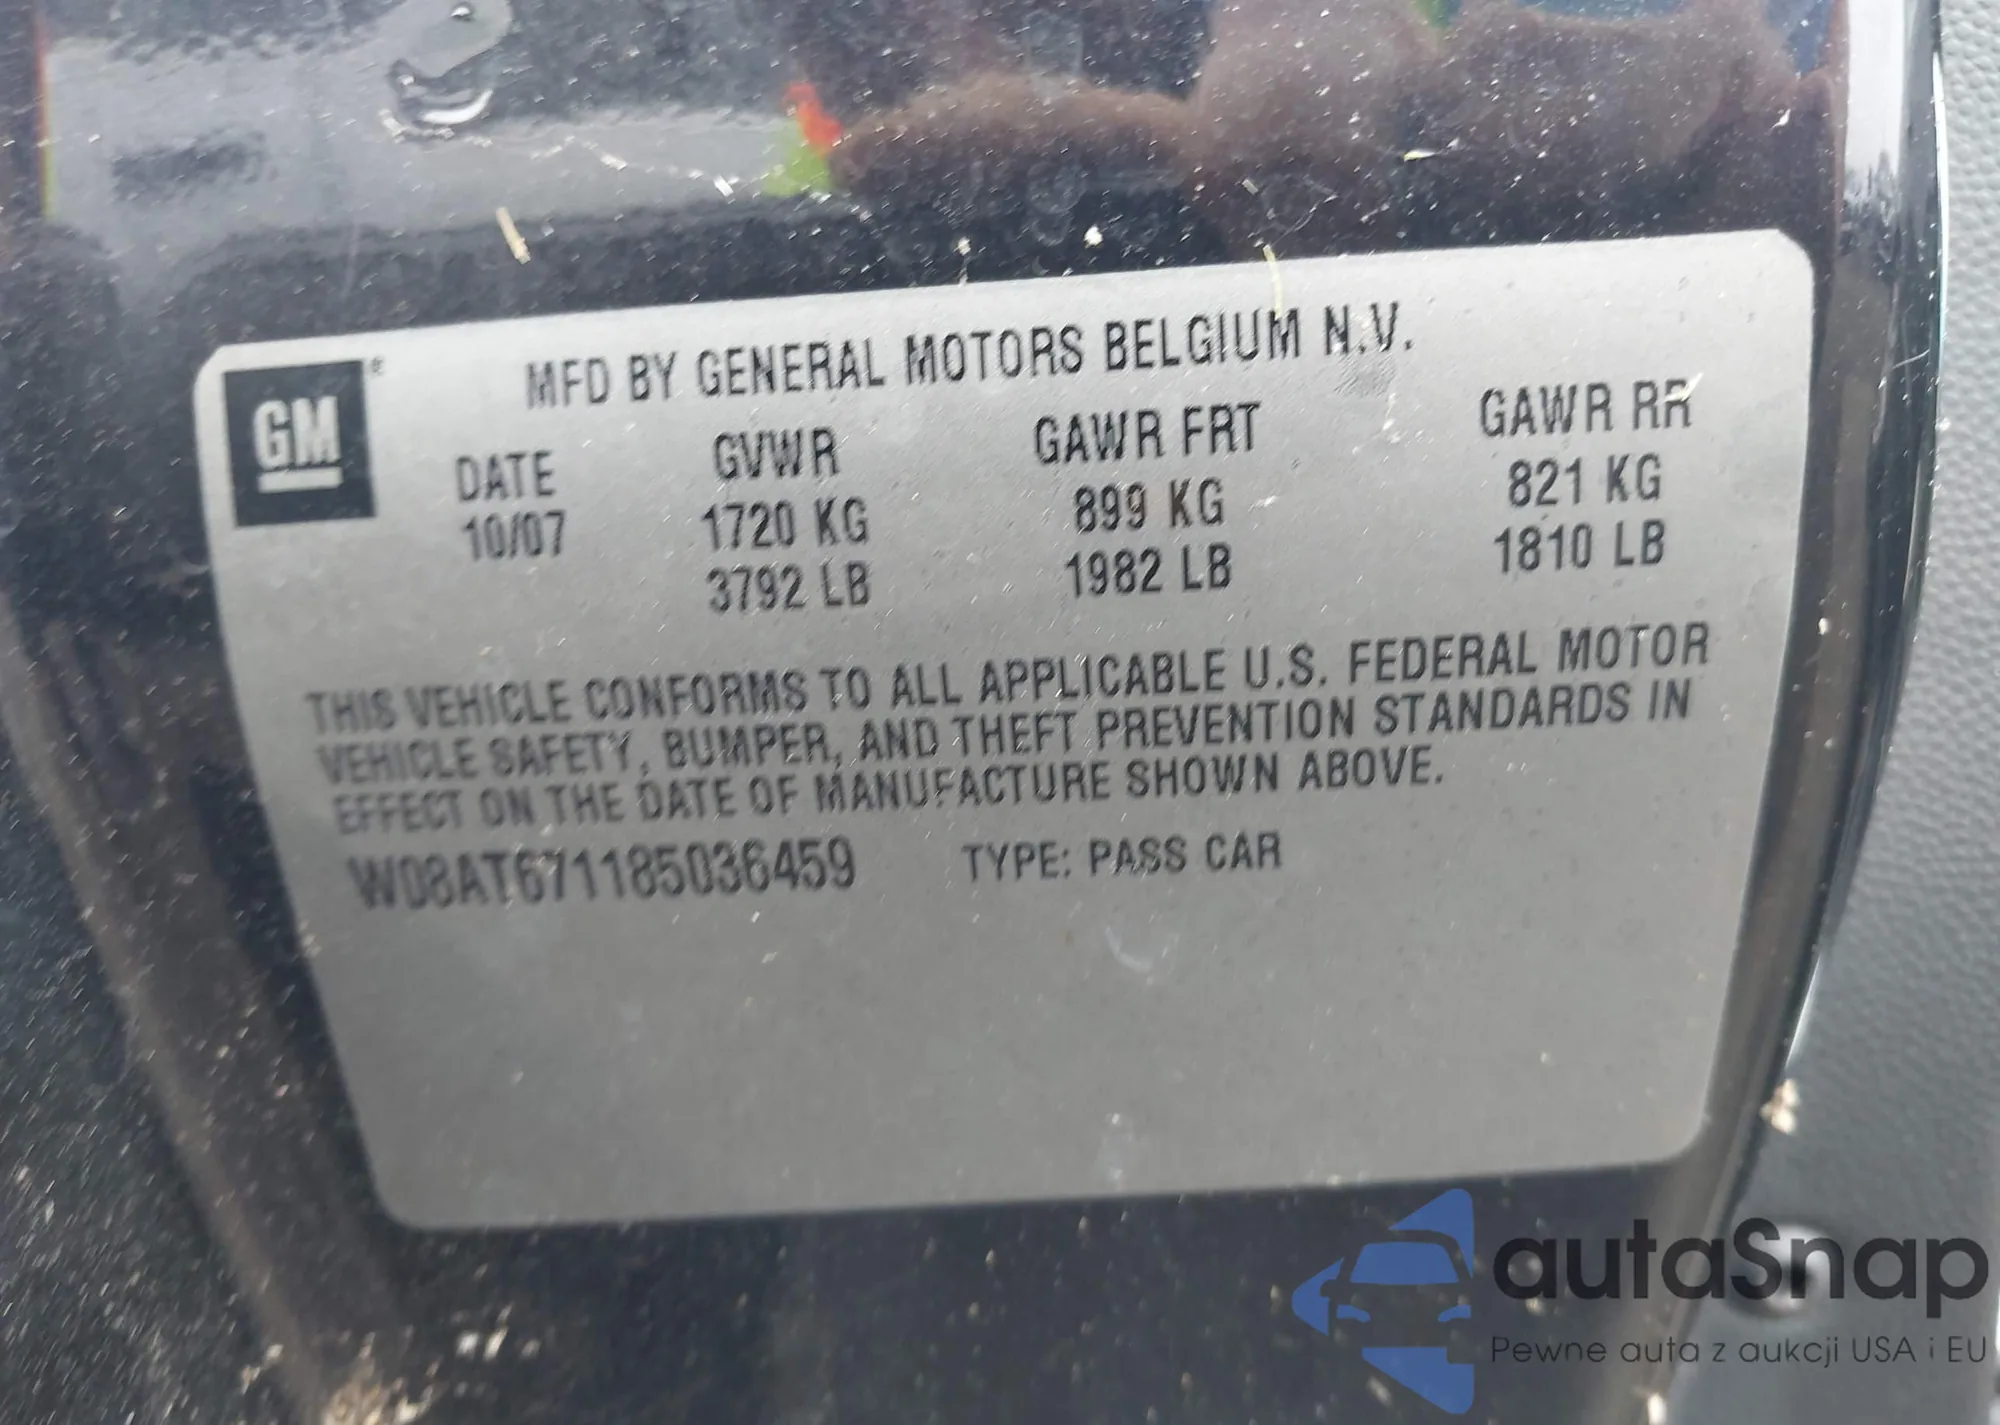 GM ®
MFD BY GENERAL MOTORS BELGIUM N.V.
DATE GVWR GAWR FRT GAWR RR
10/07 1720 KG 899 KG 821 KG
3792 LB 1982 LB 1810 LB
THIS VEHICLE CONFORMS TO ALL APPLICABLE U.S. FEDERAL MOTOR
VEHICLE SAFETY, BUMPER, AND THEFT PREVENTION STANDARDS IN
EFFECT ON THE DATE OF MANUFACTURE SHOWN ABOVE.
W08AT671185036459 TYPE: PASS CAR
autaSnap
Pewne auta z aukcji USA i EU